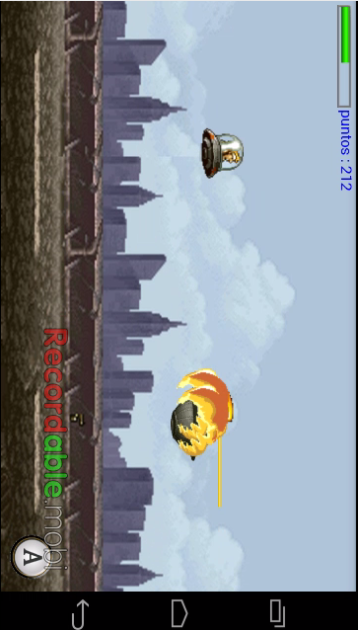 puntos : 212
Recordable.mobi
A